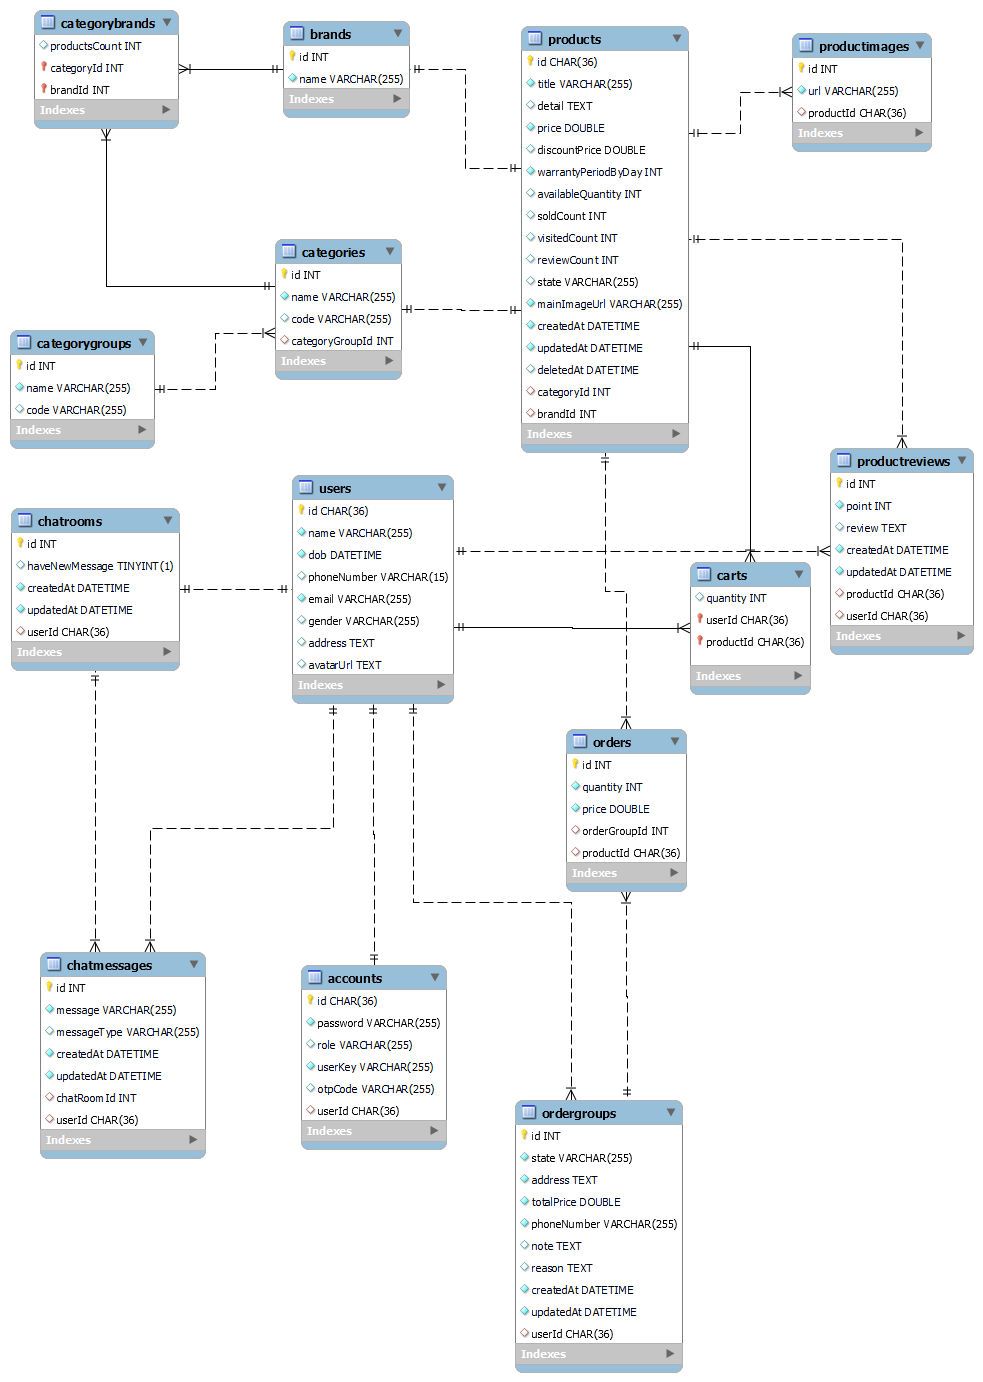 categorybrands
productsCount INT
categoryId INT
brandId INT
Indexes
brands
id INT
name VARCHAR(255)
Indexes
products
id CHAR(36)
title VARCHAR(255)
detail TEXT
price DOUBLE
discountPrice DOUBLE
warrantyPeriodByDay INT
availableQuantity INT
soldCount INT
visitedCount INT
reviewCount INT
state VARCHAR(255)
mainImageUrl VARCHAR(255)
createdAt DATETIME
updatedAt DATETIME
deletedAt DATETIME
categoryId INT
brandId INT
Indexes
productimages
id INT
url VARCHAR(255)
productId CHAR(36)
Indexes
categories
id INT
name VARCHAR(255)
code VARCHAR(255)
categoryGroupId INT
Indexes
categorygroups
id INT
name VARCHAR(255)
code VARCHAR(255)
Indexes
productreviews
id INT
point INT
review TEXT
createdAt DATETIME
updatedAt DATETIME
productId CHAR(36)
userId CHAR(36)
Indexes
users
id CHAR(36)
name VARCHAR(255)
dob DATETIME
phoneNumber VARCHAR(15)
email VARCHAR(255)
gender VARCHAR(255)
address TEXT
avatarUrl TEXT
Indexes
chatrooms
id INT
haveNewMessage TINYINT(1)
createdAt DATETIME
updatedAt DATETIME
userId CHAR(36)
Indexes
carts
quantity INT
userId CHAR(36)
productId CHAR(36)
Indexes
orders
id INT
quantity INT
price DOUBLE
orderGroupId INT
productId CHAR(36)
Indexes
chatmessages
id INT
message VARCHAR(255)
messageType VARCHAR(255)
createdAt DATETIME
updatedAt DATETIME
chatRoomId INT
userId CHAR(36)
Indexes
accounts
id CHAR(36)
password VARCHAR(255)
role VARCHAR(255)
userKey VARCHAR(255)
otpCode VARCHAR(255)
userId CHAR(36)
Indexes
ordergroups
id INT
state VARCHAR(255)
address TEXT
totalPrice DOUBLE
phoneNumber VARCHAR(255)
note TEXT
reason TEXT
createdAt DATETIME
updatedAt DATETIME
userId CHAR(36)
Indexes